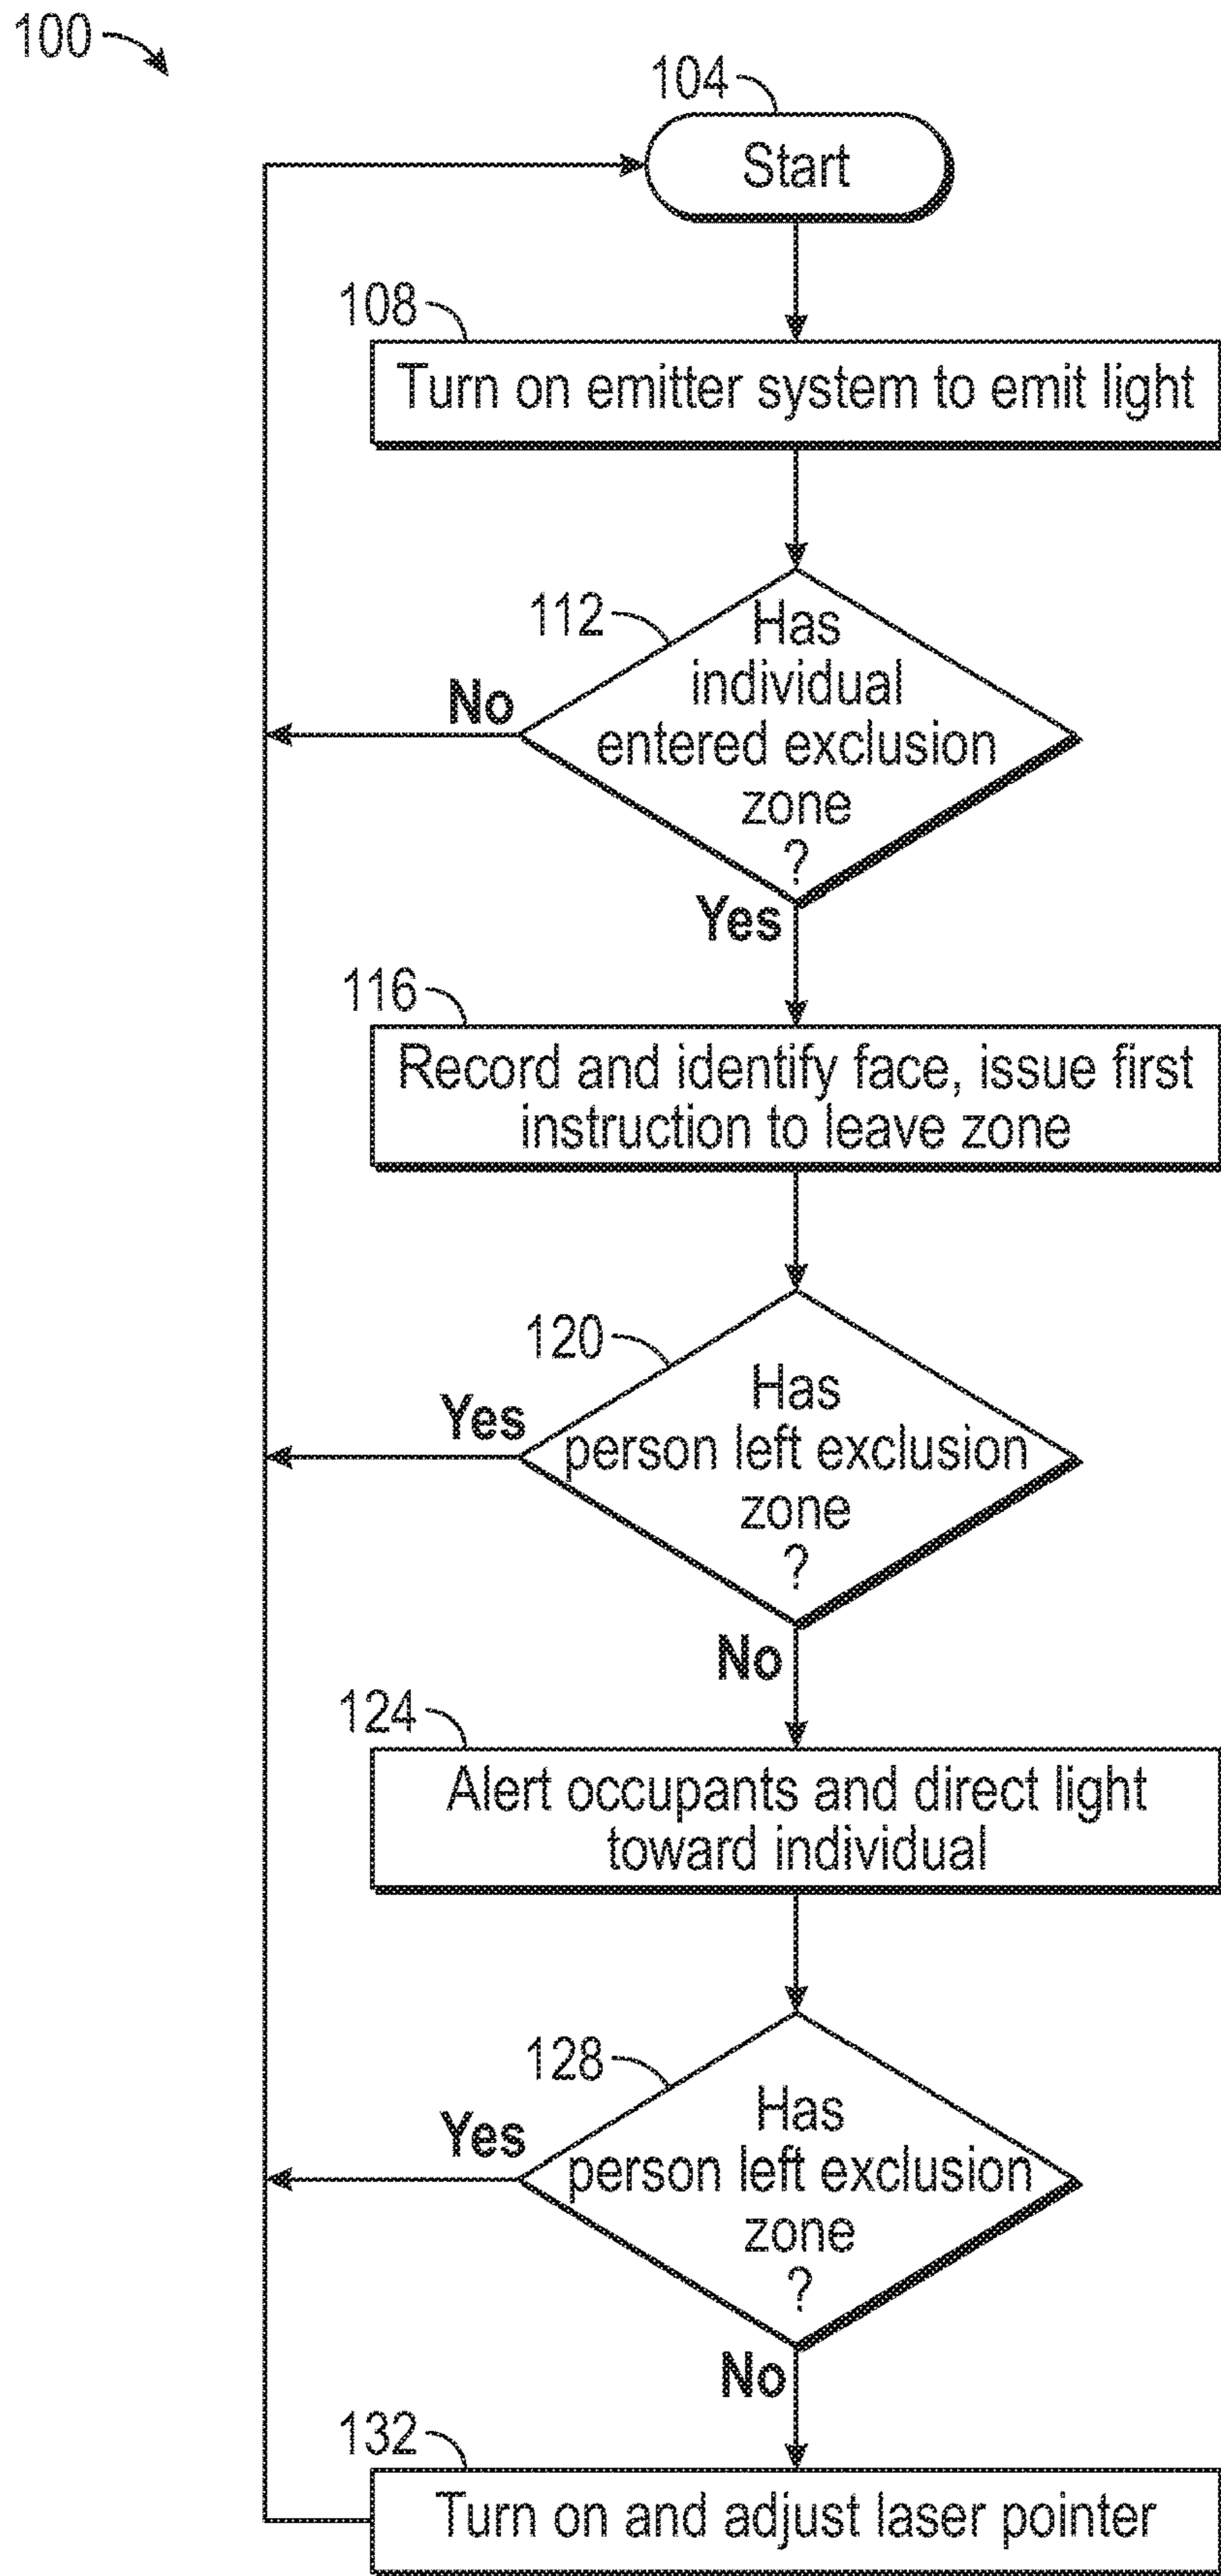 100
104
Start
108
Turn on emitter system to emit light
112
Has
individual
entered exclusion
zone
?
No
Yes
116
Record and identify face, issue first
instruction to leave zone
120
Has
person left exclusion
zone
?
Yes
No
124
Alert occupants and direct light
toward individual
128
Has
person left exclusion
zone
?
Yes
No
132
Turn on and adjust laser pointer